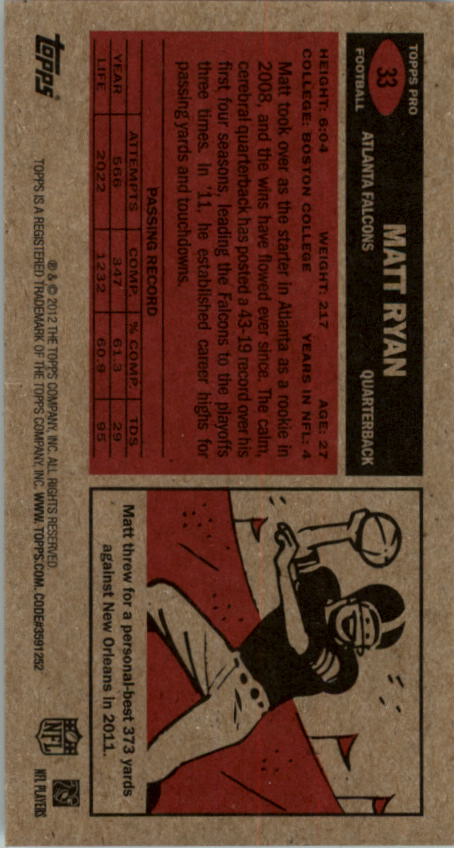 TOPPS PRO
FOOTBALL
33
MATT RYAN
ATLANTA FALCONS QUARTERBACK
HEIGHT: 6:04 WEIGHT: 217 AGE: 27
COLLEGE: BOSTON COLLEGE YEARS IN NFL: 4
Matt took over as the starter in Atlanta as a rookie in
2008, and the wins have flowed ever since. The calm,
cerebral quarterback has posted a 43-19 record over his
first four seasons, leading the Falcons to the playoffs
three times. In '11, he established career highs for
passing yards and touchdowns.
PASSING RECORD
ATTEMPTS COMP. % COMP. TDS
YEAR 566 347 61.3 29
LIFE 2022 1232 60.9 95
Matt threw for a personal-best 373 yards
against New Orleans in 2011.
topps
® & © 2012 THE TOPPS COMPANY, INC. ALL RIGHTS RESERVED.
TOPPS IS A REGISTERED TRADEMARK OF THE TOPPS COMPANY, INC. WWW.TOPPS.COM. CODE#3591252
NFL
NFL PLAYERS